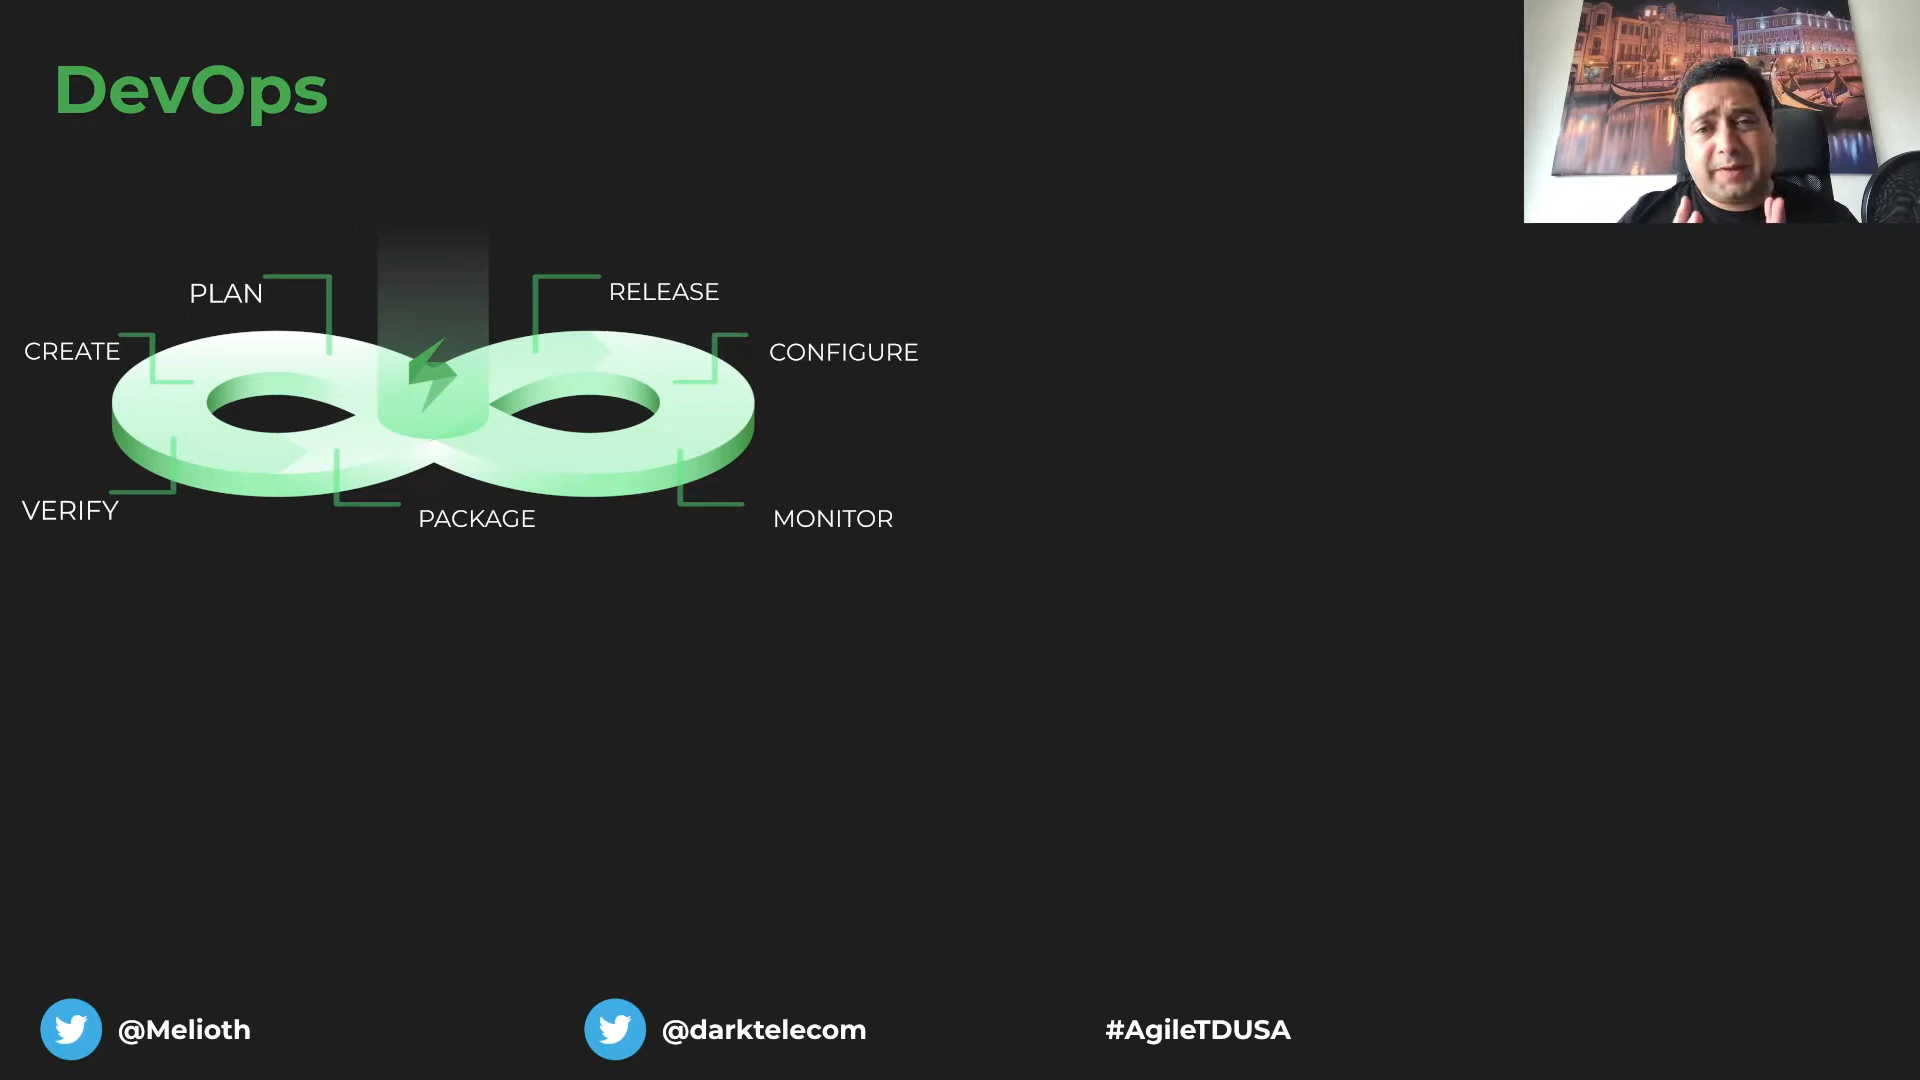 DevOps
PLAN
RELEASE
CREATE
CONFIGURE
VERIFY
PACKAGE
MONITOR
@Melioth
@darktelecom
#AgileTDUSA